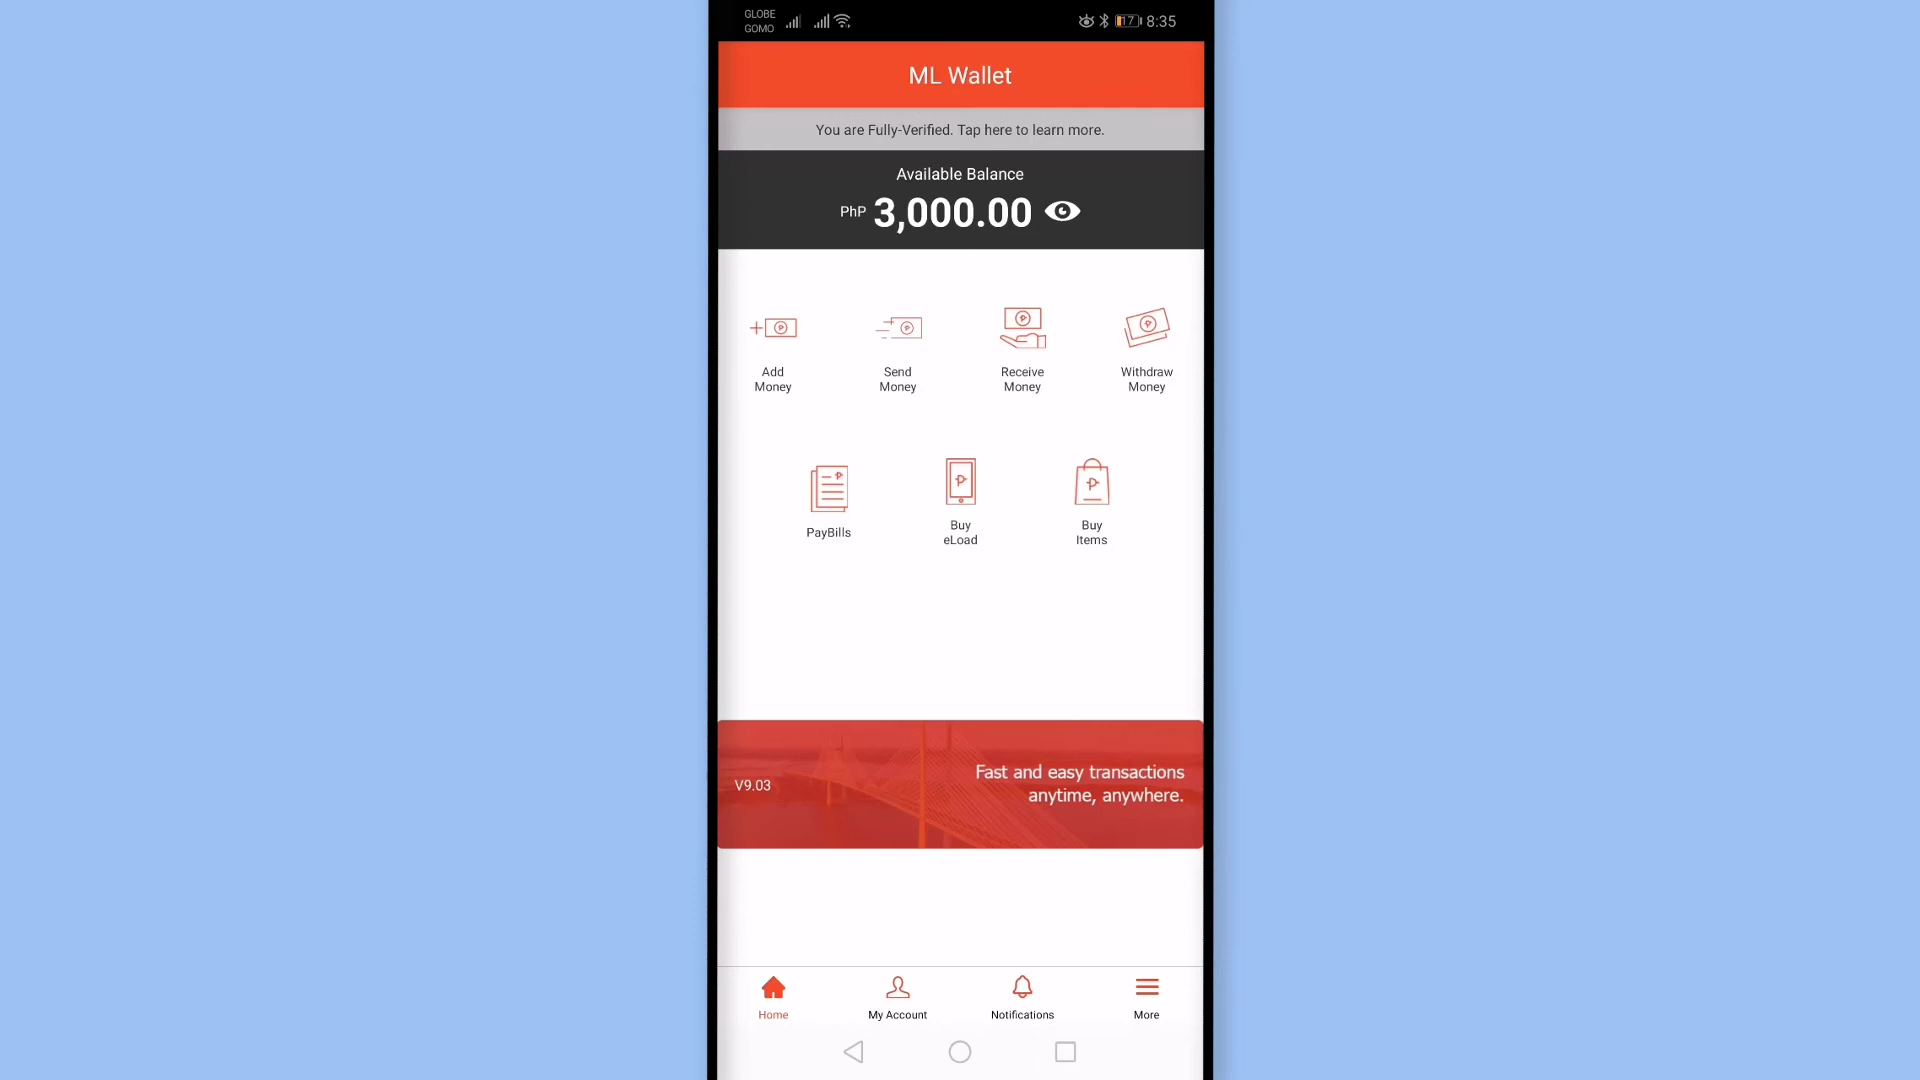 GLOBE
GOMO
17
8:35
ML Wallet
You are Fully-Verified. Tap here to learn more.
Available Balance
PhP 3,000.00
Add
Money
Send
Money
Receive
Money
Withdraw
Money
PayBills
Buy
eLoad
Buy
Items
V9.03
Fast and easy transactions
anytime, anywhere.
Home
My Account
Notifications
More